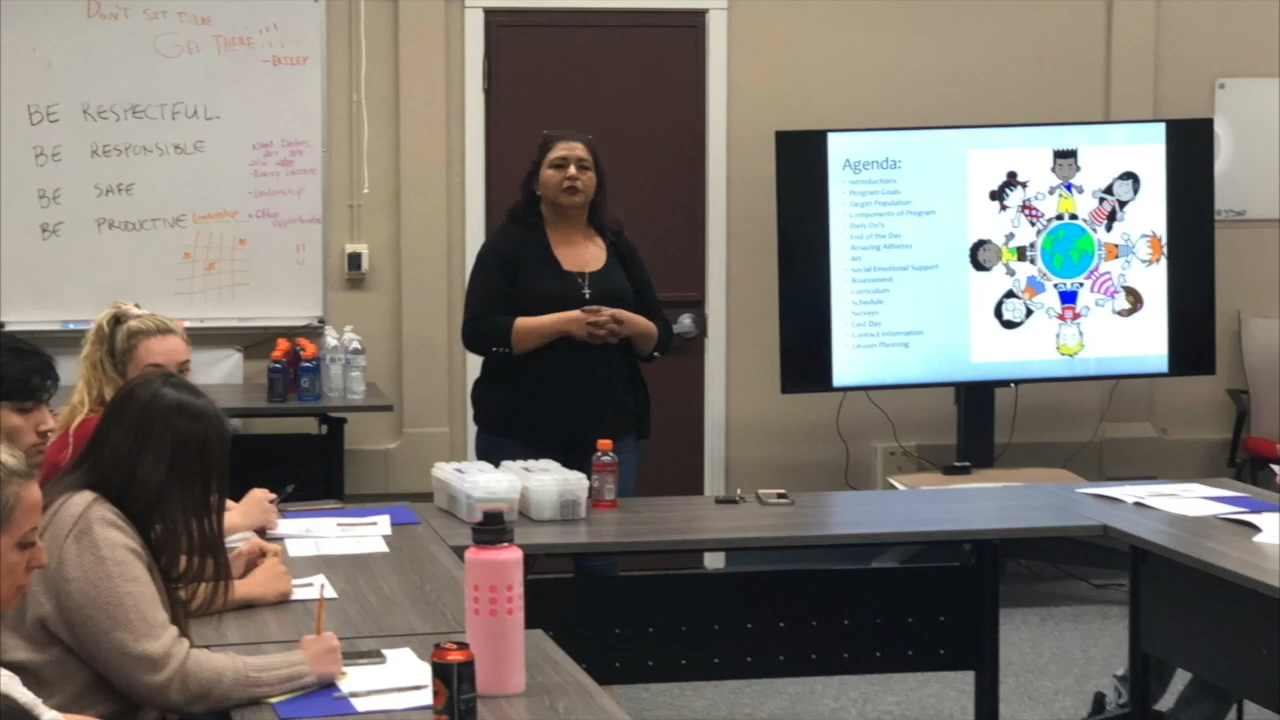 DON'T SIT THERE
GET THERE!!!
-EASLEY
BE RESPECTFUL.
BE RESPONSIBLE
BE SAFE
BE PRODUCTIVE
Leadership
-Leadership
Agenda:
- Introductions
- Program Goals
- Target Population
- Components of Program
- Daily Do's
- End of the Day
- Amazing Athletes
- Art
- Social Emotional Support
- Assessment
- Curriculum
- Schedule
- Surveys
- Last Day
- Contact Information
- Lesson Planning
G
G